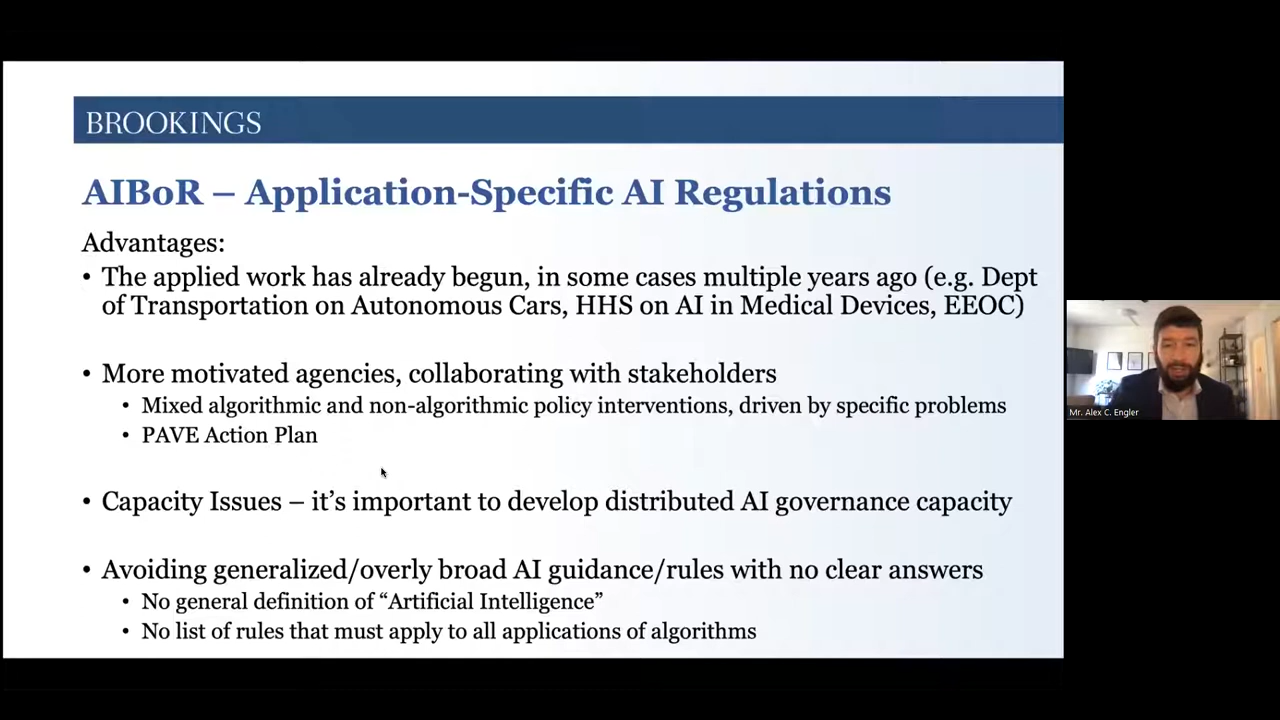 BROOKINGS
AIBoR – Application-Specific AI Regulations
Advantages:
• The applied work has already begun, in some cases multiple years ago (e.g. Dept
of Transportation on Autonomous Cars, HHS on AI in Medical Devices, EEOC)
• More motivated agencies, collaborating with stakeholders
• Mixed algorithmic and non-algorithmic policy interventions, driven by specific problems
• PAVE Action Plan
• Capacity Issues – it’s important to develop distributed AI governance capacity
• Avoiding generalized/overly broad AI guidance/rules with no clear answers
• No general definition of “Artificial Intelligence”
• No list of rules that must apply to all applications of algorithms
Mr. Alex C. Engler